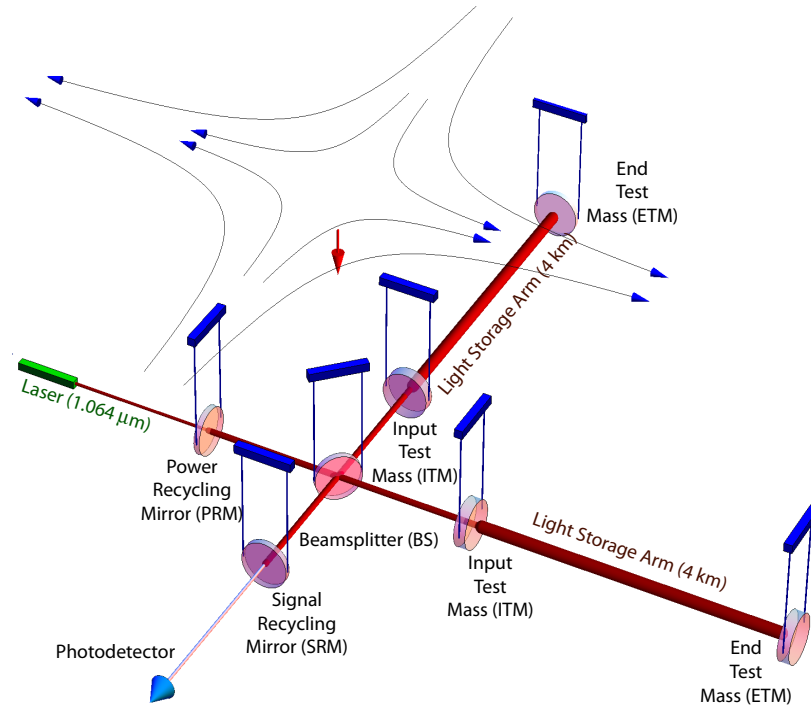 End
Test
Mass (ETM)
Light Storage Arm (4 km)
Laser (1.064 μm)
Input
Test
Mass (ITM)
Power
Recycling
Mirror (PRM)
Beamsplitter (BS)
Light Storage Arm (4 km)
Input
Test
Mass (ITM)
Signal
Recycling
Mirror (SRM)
Photodetector
End
Test
Mass (ETM)